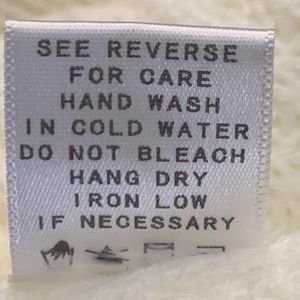 SEE REVERSE
FOR CARE
HAND WASH
IN COLD WATER
DO NOT BLEACH
HANG DRY
IRON LOW
IF NECESSARY